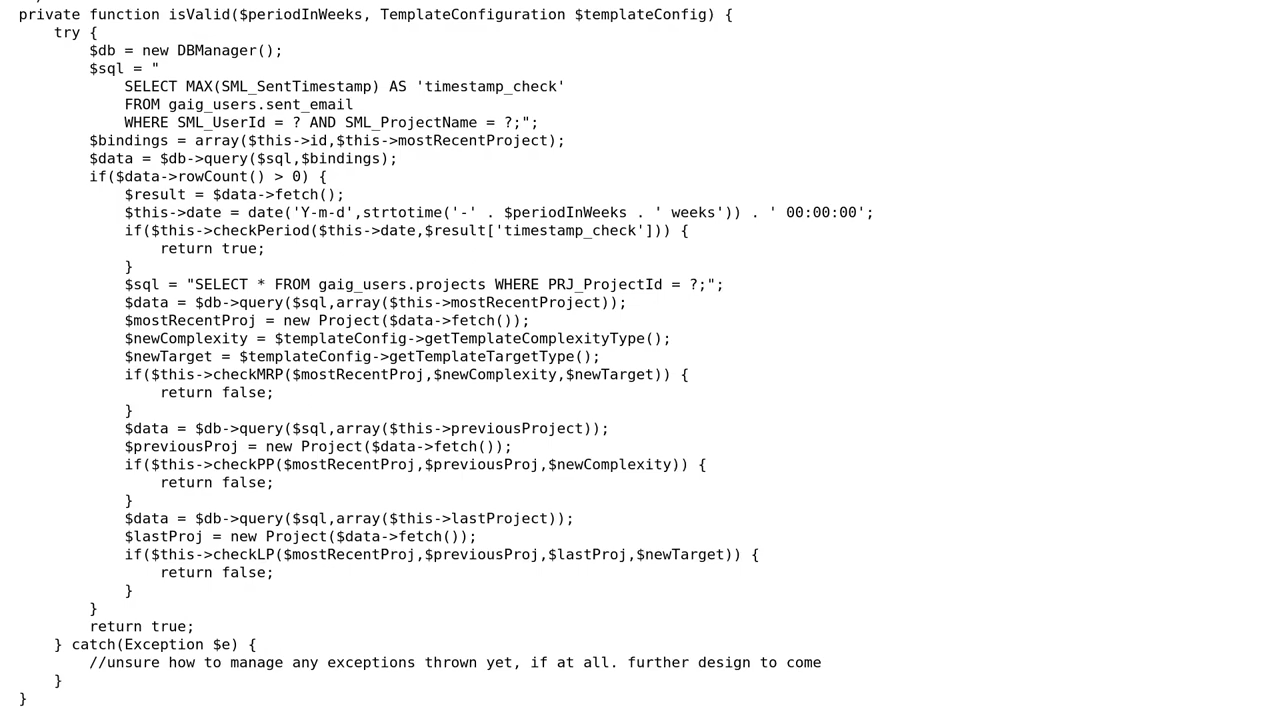 private function isValid($periodInWeeks, TemplateConfiguration $templateConfig) {
    try {
        $db = new DBManager();
        $sql = "
            SELECT MAX(SML_SentTimestamp) AS 'timestamp_check'
            FROM gaig_users.sent_email
            WHERE SML_UserId = ? AND SML_ProjectName = ?;";
        $bindings = array($this->id,$this->mostRecentProject);
        $data = $db->query($sql,$bindings);
        if($data->rowCount() > 0) {
            $result = $data->fetch();
            $this->date = date('Y-m-d',strtotime('-' . $periodInWeeks . ' weeks')) . ' 00:00:00';
            if($this->checkPeriod($this->date,$result['timestamp_check'])) {
                return true;
            }
            $sql = "SELECT * FROM gaig_users.projects WHERE PRJ_ProjectId = ?;";
            $data = $db->query($sql,array($this->mostRecentProject));
            $mostRecentProj = new Project($data->fetch());
            $newComplexity = $templateConfig->getTemplateComplexityType();
            $newTarget = $templateConfig->getTemplateTargetType();
            if($this->checkMRP($mostRecentProj,$newComplexity,$newTarget)) {
                return false;
            }
            $data = $db->query($sql,array($this->previousProject));
            $previousProj = new Project($data->fetch());
            if($this->checkPP($mostRecentProj,$previousProj,$newComplexity)) {
                return false;
            }
            $data = $db->query($sql,array($this->lastProject));
            $lastProj = new Project($data->fetch());
            if($this->checkLP($mostRecentProj,$previousProj,$lastProj,$newTarget)) {
                return false;
            }
        }
        return true;
    } catch(Exception $e) {
        //unsure how to manage any exceptions thrown yet, if at all. further design to come
    }
}